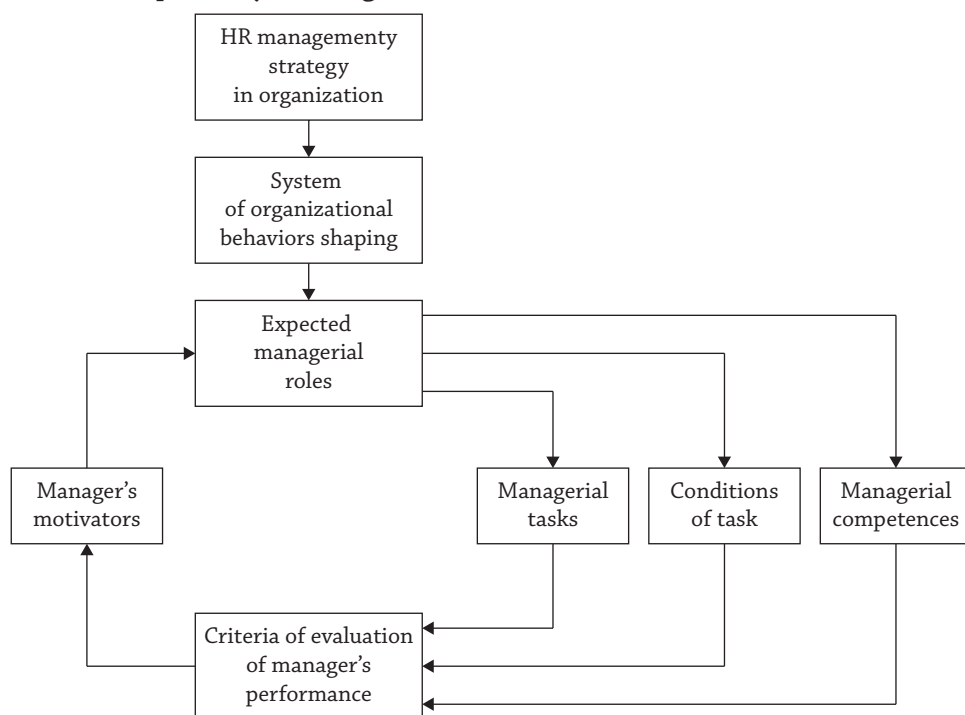 HR managementy
strategy
in organization
System
of organizational
behaviors shaping
Expected
managerial
roles
Manager's
motivators
Managerial
tasks
Conditions
of task
Managerial
competences
Criteria of evaluation
of manager's
performance